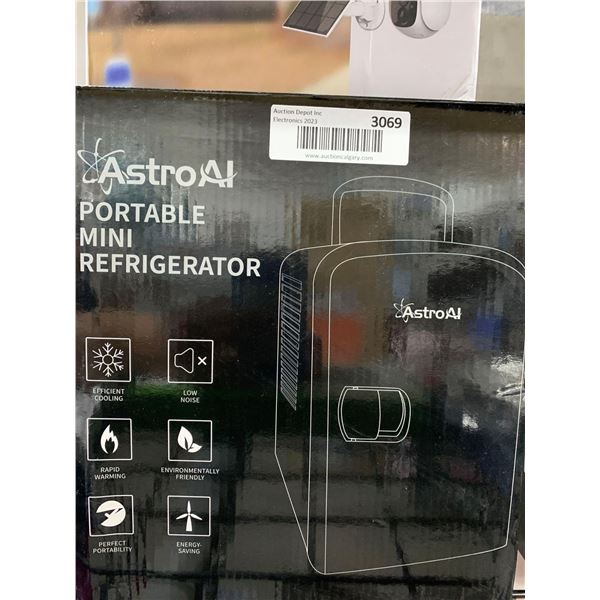 Auction Depot Inc
Electronics 2023
3069
www.auctioncalgary.com
AstroAI
PORTABLE
MINI
REFRIGERATOR
AstroAI
EFFICIENT
COOLING
LOW
NOISE
RAPID
WARMING
ENVIRONMENTALLY
FRIENDLY
PERFECT
PORTABILITY
ENERGY-
SAVING